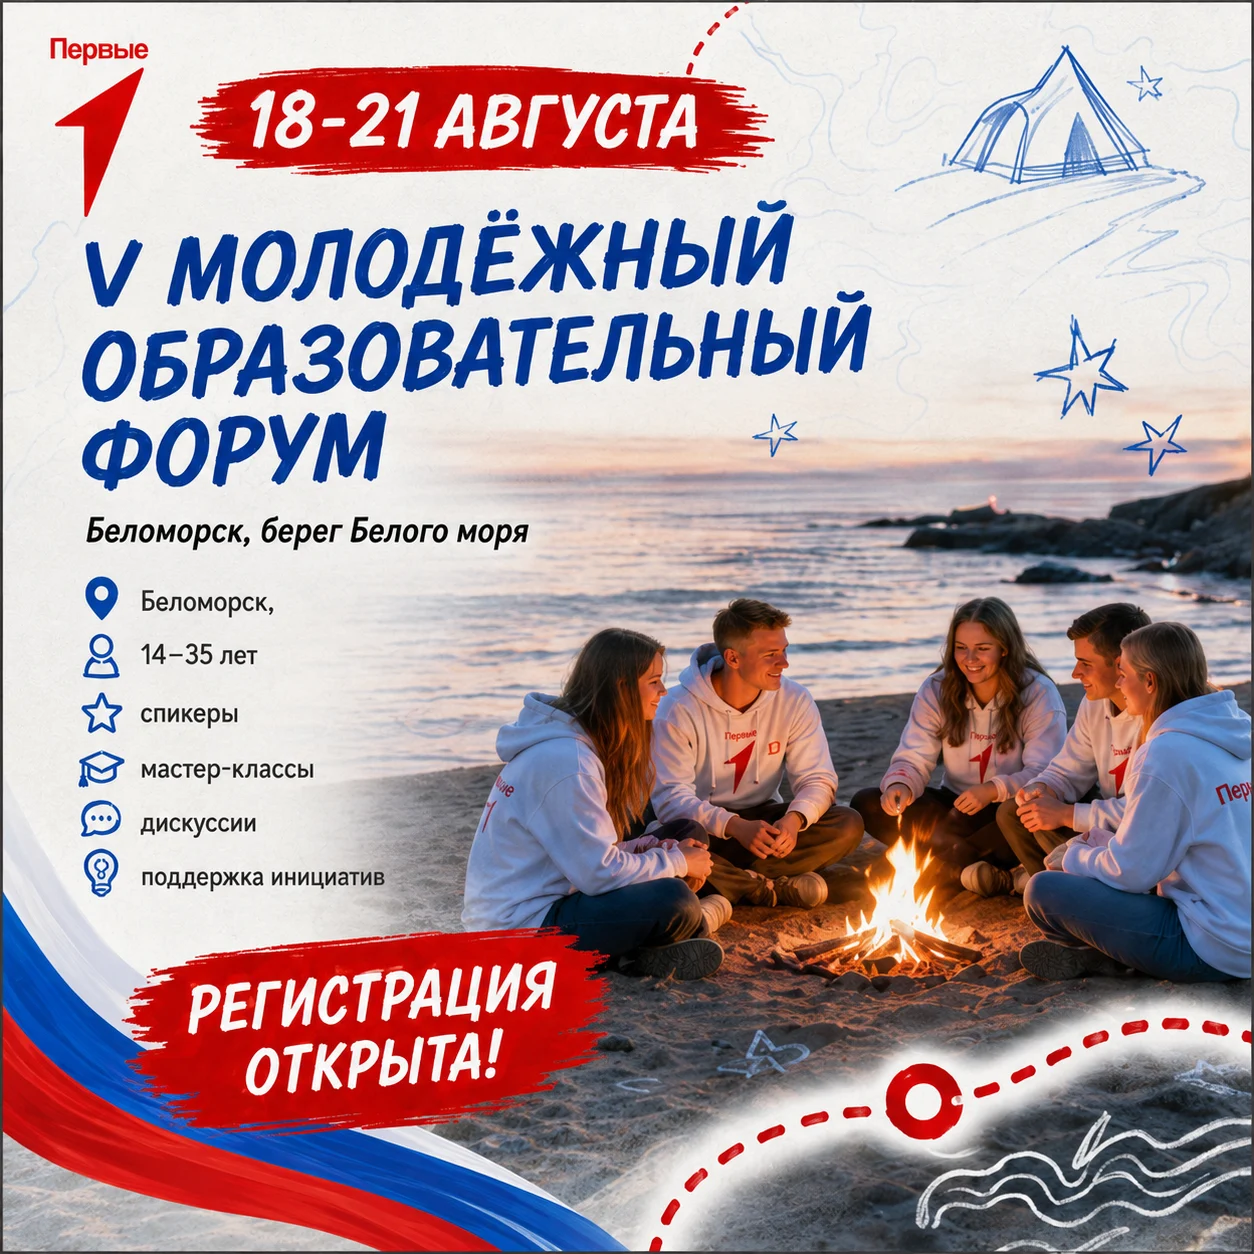 Первые
18-21 АВГУСТА
V МОЛОДЁЖНЫЙ
ОБРАЗОВАТЕЛЬНЫЙ
ФОРУМ
Беломорск, берег Белого моря
Беломорск,
14–35 лет
спикеры
мастер-классы
дискуссии
поддержка инициатив
Первые
РЕГИСТРАЦИЯ
ОТКРЫТА!